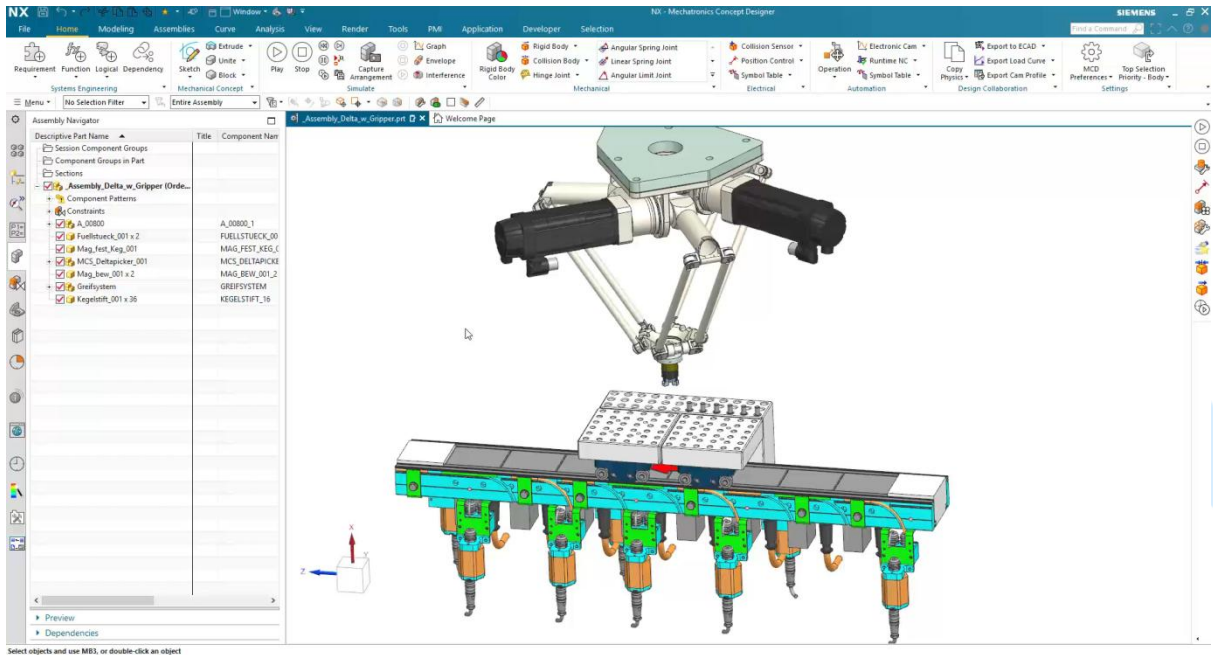 NX Window NX - Mechatronics Concept Designer SIEMENS
File Home Modeling Assemblies Curve Analysis View Render Tools PMI Application Developer Selection Find a Command
Requirement Function Logical Dependency
Systems Engineering
Sketch
Extrude
Unite
Block
Mechanical Concept
Play Stop
Capture Arrangement
Graph
Envelope
Interference
Simulate
Rigid Body Color
Rigid Body
Collision Body
Hinge Joint
Angular Spring Joint
Linear Spring Joint
Angular Limit Joint
Mechanical
Collision Sensor
Position Control
Symbol Table
Electrical
Operation
Electronic Cam
Runtime NC
Symbol Table
Automation
Copy Physics
Export to ECAD
Export Load Curve
Export Cam Profile
Design Collaboration
MCD Preferences
Top Selection Priority - Body
Settings
Menu No Selection Filter Entire Assembly
Assembly Navigator
_Assembly_Delta_w_Gripper.prt Welcome Page
Descriptive Part Name Title Component Nam
Session Component Groups
Component Groups in Part
Sections
_Assembly_Delta_w_Gripper (Orde...
Component Patterns
Constraints
A_00800 A_00800_1
Fuellstueck_001 x 2 FUELLSTUECK_00
Mag_fest_Keg_001 MAG_FEST_KEG_(
MCS_Deltapicker_001 MCS_DELTAPICKE
Mag_bew_001 x 2 MAG_BEW_001_2
Greifsystem GREIFSYSTEM
Kegelstift_001 x 36 KEGELSTIFT_16
X
Y
Z
Preview
Dependencies
Select objects and use MB3, or double-click an object